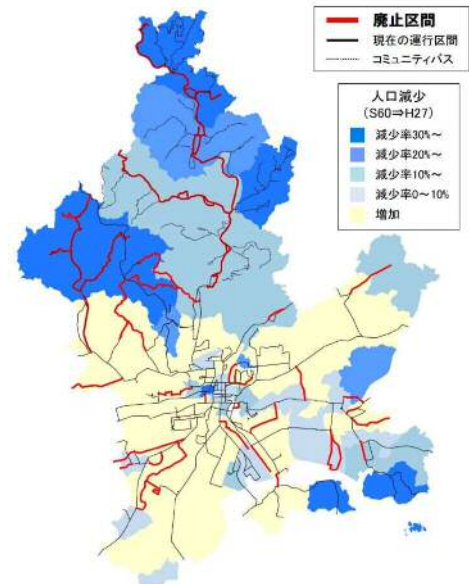 廃止区間
現在の運行区間
コミュニティバス
人口減少
(S60⇒H27)
減少率30%～
減少率20%～
減少率10%～
減少率0～10%
増加